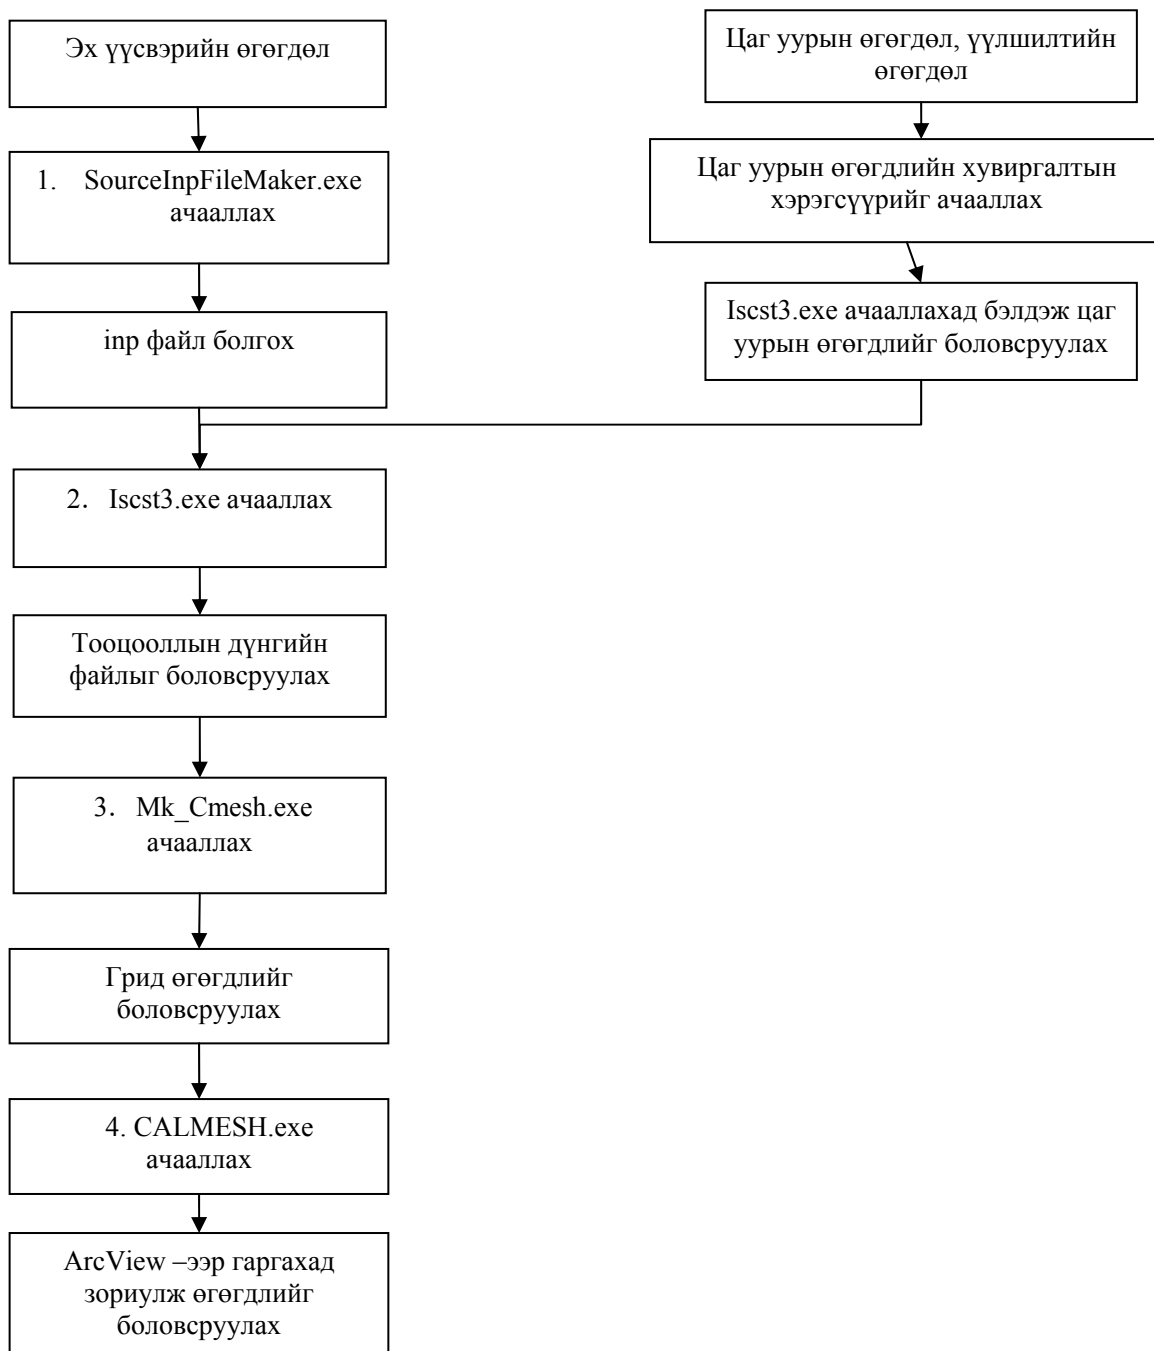 Эх үүсвэрийн өгөгдөл
Цаг уурын өгөгдөл, үүлшилтийн
өгөгдөл
1. SourceInpFileMaker.exe
ачааллах
Цаг уурын өгөгдлийн хувиргалтын
хэрэгсүүрийг ачааллах
inp файл болгох
Iscst3.exe ачааллахад бэлдэж цаг
уурын өгөгдлийг боловсруулах
2. Iscst3.exe ачааллах
Тооцооллын дүнгийн
файлыг боловсруулах
3. Mk_Cmesh.exe
ачааллах
Грид өгөгдлийг
боловсруулах
4. CALMESH.exe
ачааллах
ArcView –ээр гаргахад
зориулж өгөгдлийг
боловсруулах